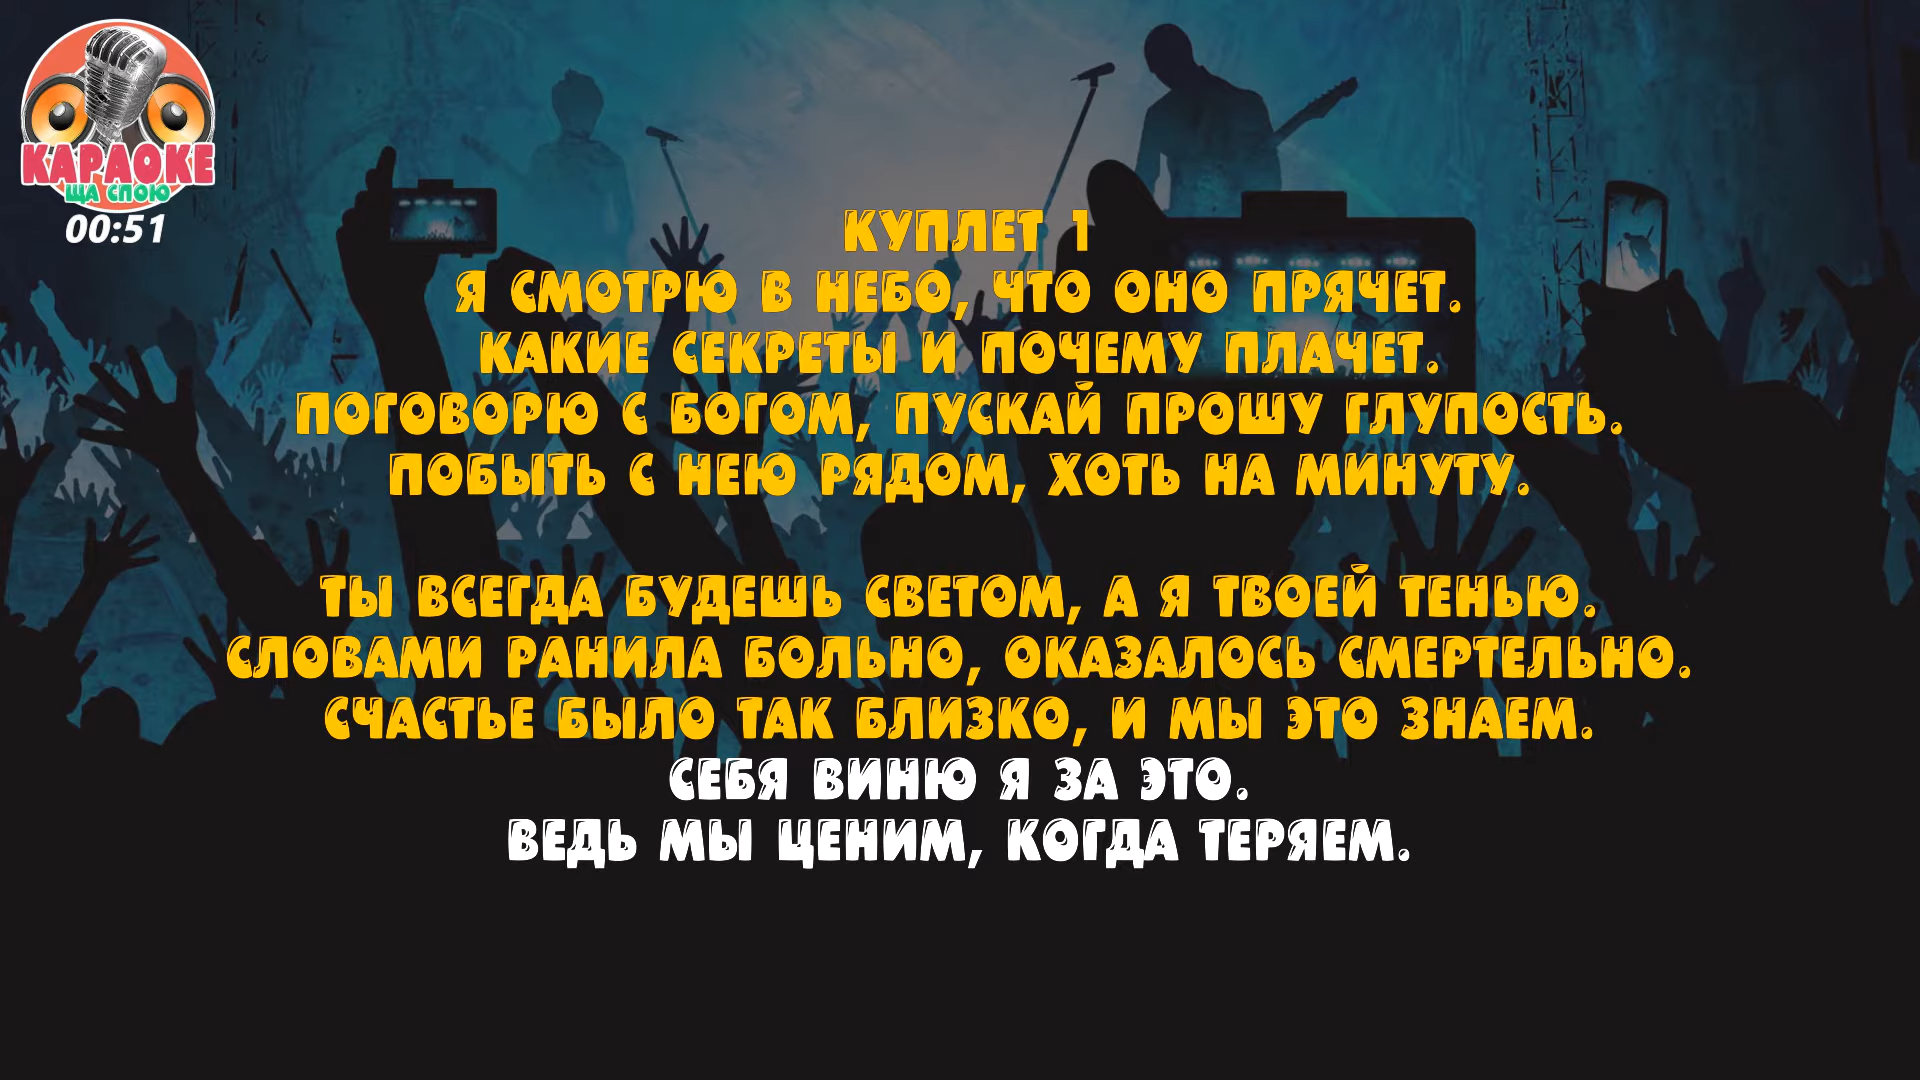 КАРАОКЕ
ЩА СПОЮ
00:51
КУПЛЕТ 1
Я СМОТРЮ В НЕБО, ЧТО ОНО ПРЯЧЕТ.
КАКИЕ СЕКРЕТЫ И ПОЧЕМУ ПЛАЧЕТ.
ПОГОВОРЮ С БОГОМ, ПУСКАЙ ПРОШУ ГЛУПОСТЬ.
ПОБЫТЬ С НЕЮ РЯДОМ, ХОТЬ НА МИНУТУ.
ТЫ ВСЕГДА БУДЕШЬ СВЕТОМ, А Я ТВОЕЙ ТЕНЬЮ.
СЛОВАМИ РАНИЛА БОЛЬНО, ОКАЗАЛОСЬ СМЕРТЕЛЬНО.
СЧАСТЬЕ БЫЛО ТАК БЛИЗКО, И МЫ ЭТО ЗНАЕМ.
СЕБЯ ВИНЮ Я ЗА ЭТО.
ВЕДЬ МЫ ЦЕНИМ, КОГДА ТЕРЯЕМ.